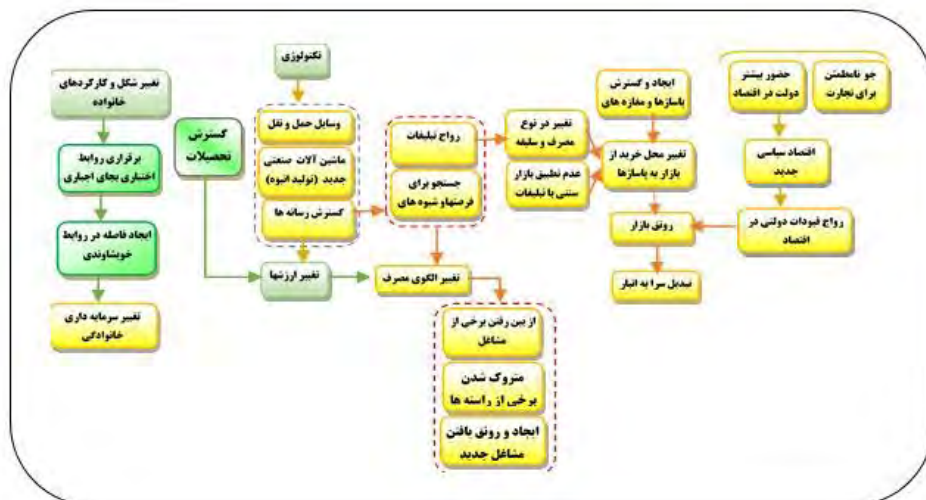 جو نامطمئن
برای تجارت
حضور بیشتر
دولت در اقتصاد
اقتصاد سیاسی
جدید
رواج قیودات دولتی در
اقتصاد
ایجاد و گسترش
پاساژها و مغازه های
تغییر محل خرید از
بازار به پاساژها
رونق بازار
تبدیل سرا به انبار
تغییر در نوع
مصرف و سلیقه
عدم تطبیق بازار
سنتی با تبلیغات
رواج تبلیغات
جستجو برای
فرصتهاو شیوه های
تغییر الگوی مصرف
از بین رفتن برخی از
مشاغل
متروک شدن
برخی از راسته ها
ایجاد و رونق یافتن
مشاغل جدید
تکنولوژی
وسایل حمل و نقل
ماشین آلات صنعتی
جدید (تولید انبوه)
گسترش رسانه ها
تغییر ارزشها
گسترش
تحصیلات
تغییر شکل و کارگردهای
خانواده
برقراری روابط
اختیاری بجای اجباری
ایجاد فاصله در روابط
خویشاوندی
تغییر سرمایه داری
خانوادگی